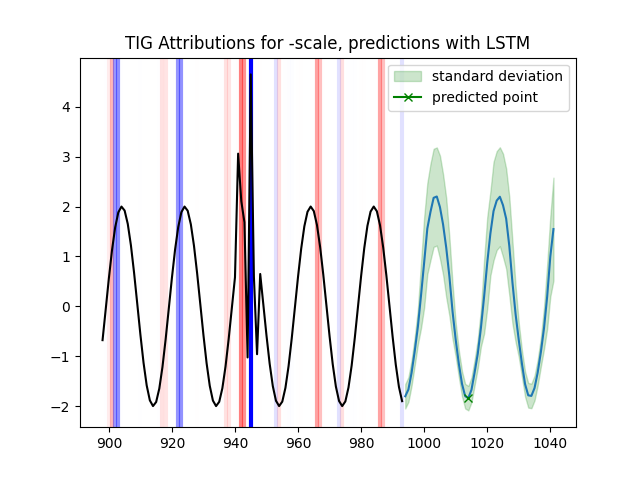 TIG Attributions for -scale, predictions with LSTM
standard deviation
predicted point
4
3
2
1
0
−1
−2
900 920 940 960 980 1000 1020 1040